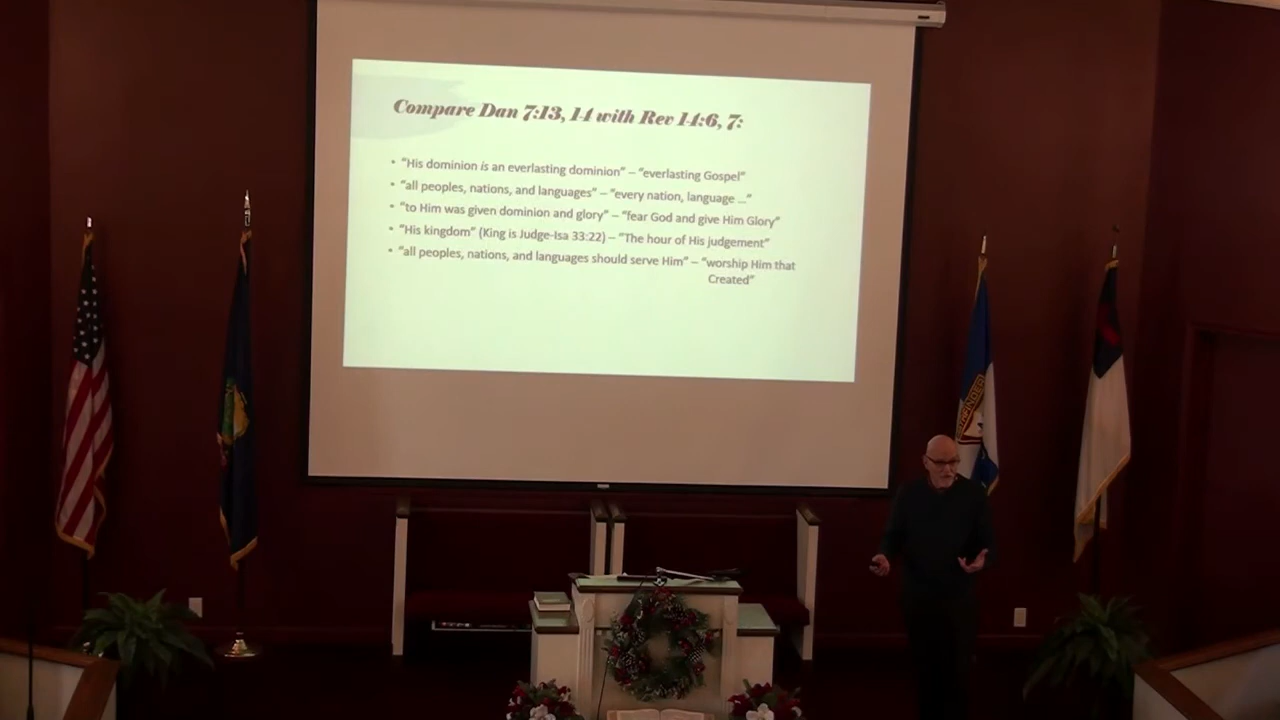 Compare Dan 7:13, 14 with Rev 14:6, 7:
• "His dominion is an everlasting dominion" – "everlasting Gospel"
• "all peoples, nations, and languages" – "every nation, language ..."
• "to Him was given dominion and glory" – "fear God and give Him Glory"
• "His kingdom" (King is Judge-Isa 33:22) – "The hour of His judgement"
• "all peoples, nations, and languages should serve Him" – "worship Him that
Created"